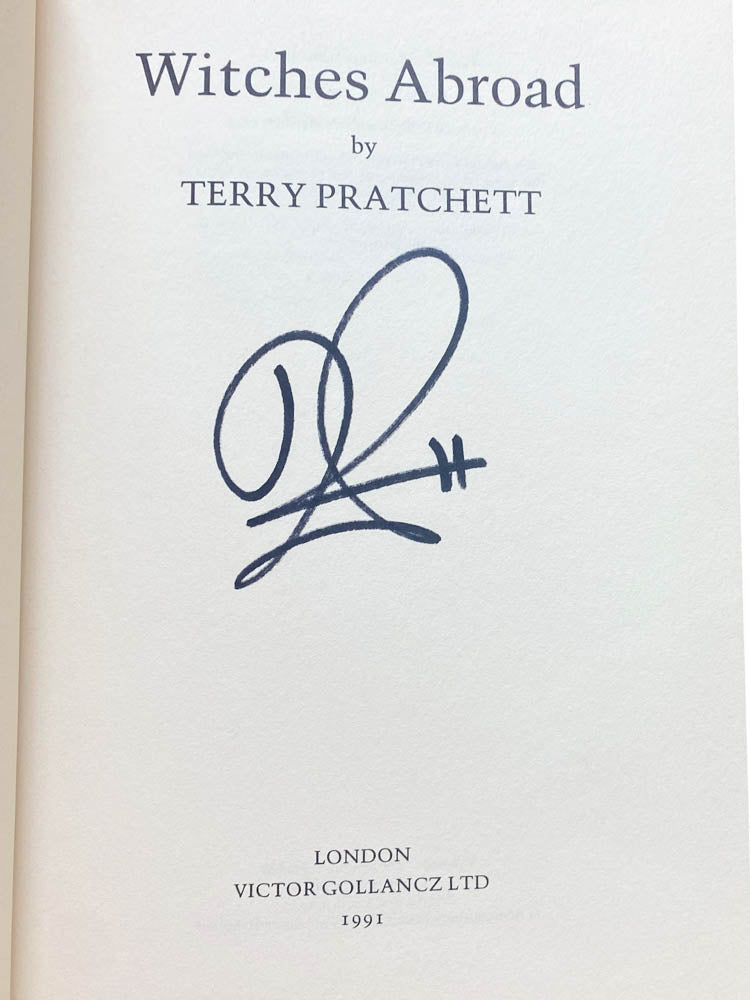 Witches Abroad
by
TERRY PRATCHETT
LONDON
VICTOR GOLLANCZ LTD
1991